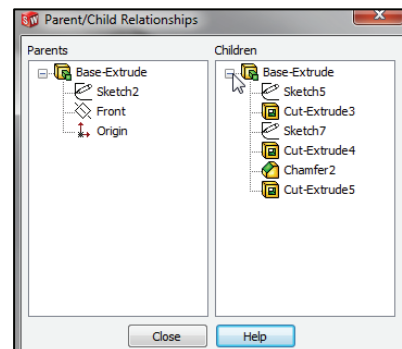 Parent/Child Relationships
Parents
Children
Base-Extrude
Sketch2
Front
Origin
Base-Extrude
Sketch5
Cut-Extrude3
Sketch7
Cut-Extrude4
Chamfer2
Cut-Extrude5
Close
Help